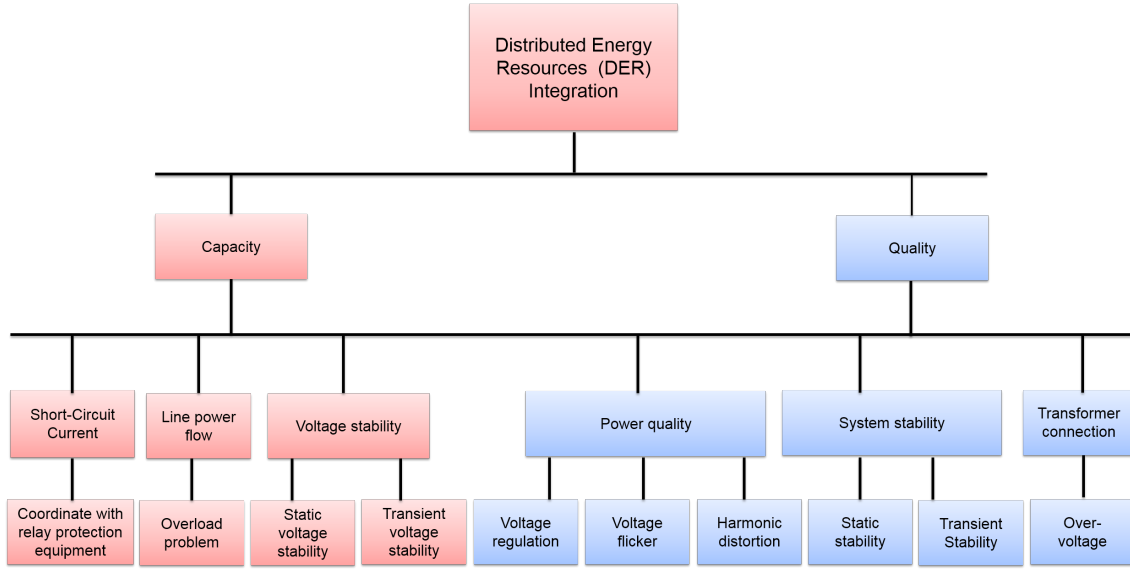 Distributed Energy
Resources (DER)
Integration
Capacity
Quality
Short-Circuit
Current
Line power
flow
Voltage stability
Power quality
System stability
Transformer
connection
Coordinate with
relay protection
equipment
Overload
problem
Static
voltage
stability
Transient
voltage
stability
Voltage
regulation
Voltage
flicker
Harmonic
distortion
Static
stability
Transient
Stability
Over-
voltage